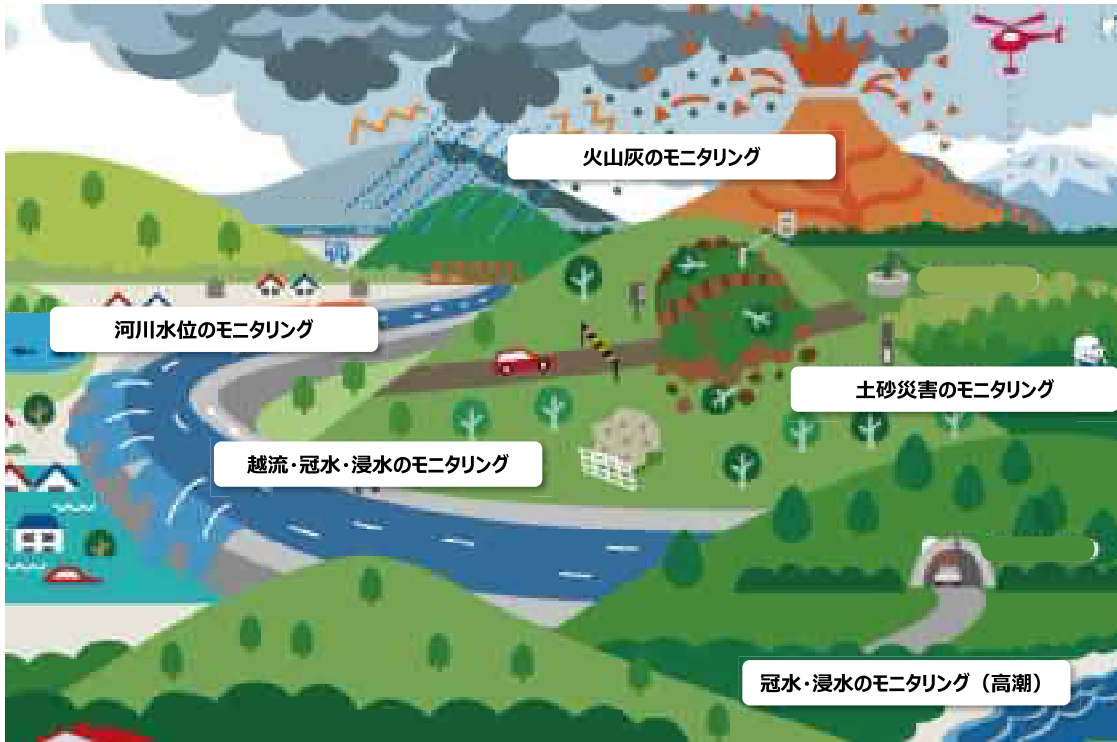 火山灰のモニタリング
河川水位のモニタリング
土砂災害のモニタリング
越流・冠水・浸水のモニタリング
冠水・浸水のモニタリング（高潮）